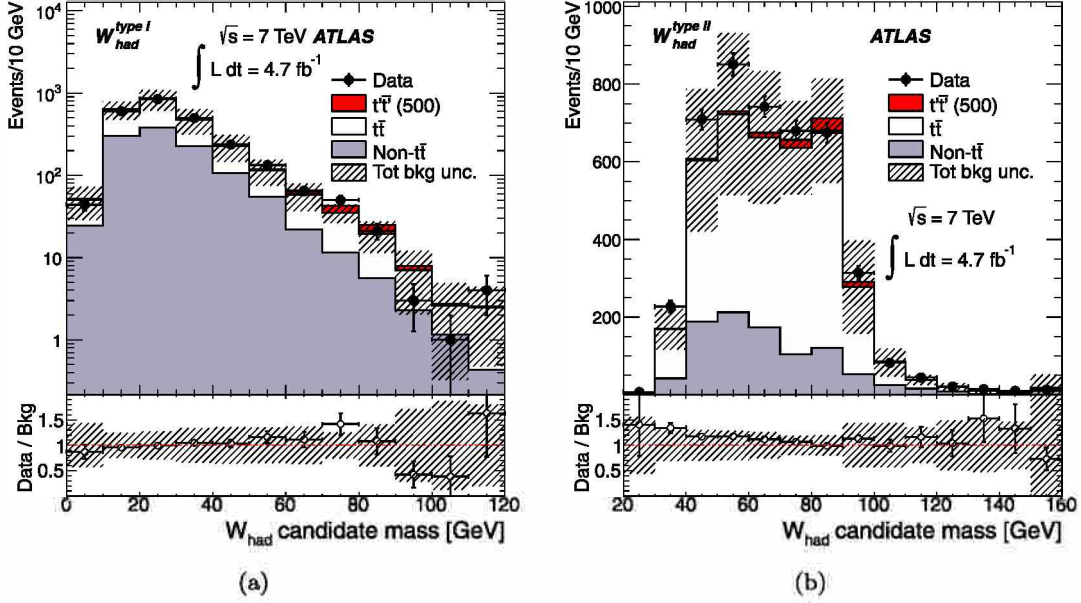 Events/10 GeV
10⁴
10³
10²
10
1
W_had^type I
√s = 7 TeV ATLAS
∫ L dt = 4.7 fb⁻¹
Data
t't̄' (500)
tt̄
Non-tt̄
Tot bkg unc.
Data / Bkg
1.5
1
0.5
0 20 40 60 80 100 120
W_had candidate mass [GeV]
(a)
Events/10 GeV
1000
800
600
400
200
W_had^type II
ATLAS
Data
t't̄' (500)
tt̄
Non-tt̄
Tot bkg unc.
√s = 7 TeV
∫ L dt = 4.7 fb⁻¹
Data / Bkg
1.5
1
0.5
20 40 60 80 100 120 140 160
W_had candidate mass [GeV]
(b)